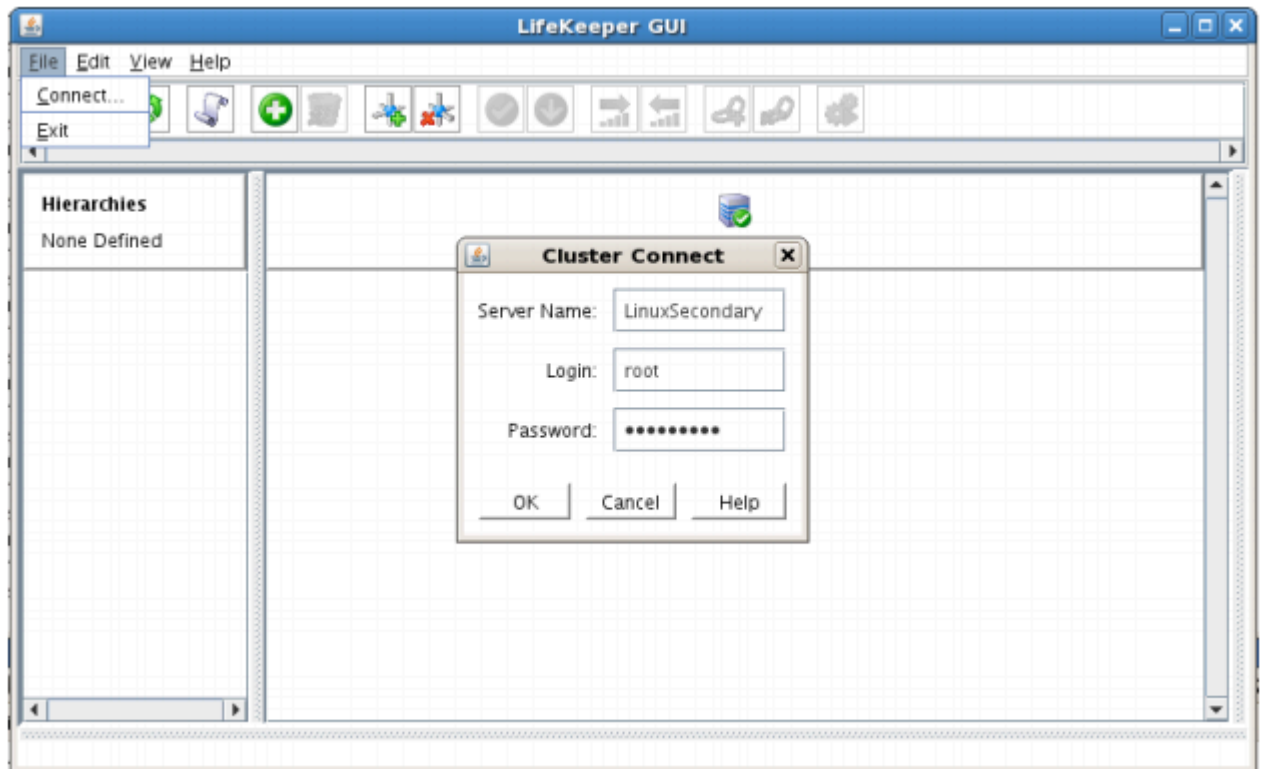 LifeKeeper GUI
File Edit View Help
Connect...
Exit
Hierarchies
None Defined
Cluster Connect
Server Name: LinuxSecondary
Login: root
Password: •••••••••
OK Cancel Help